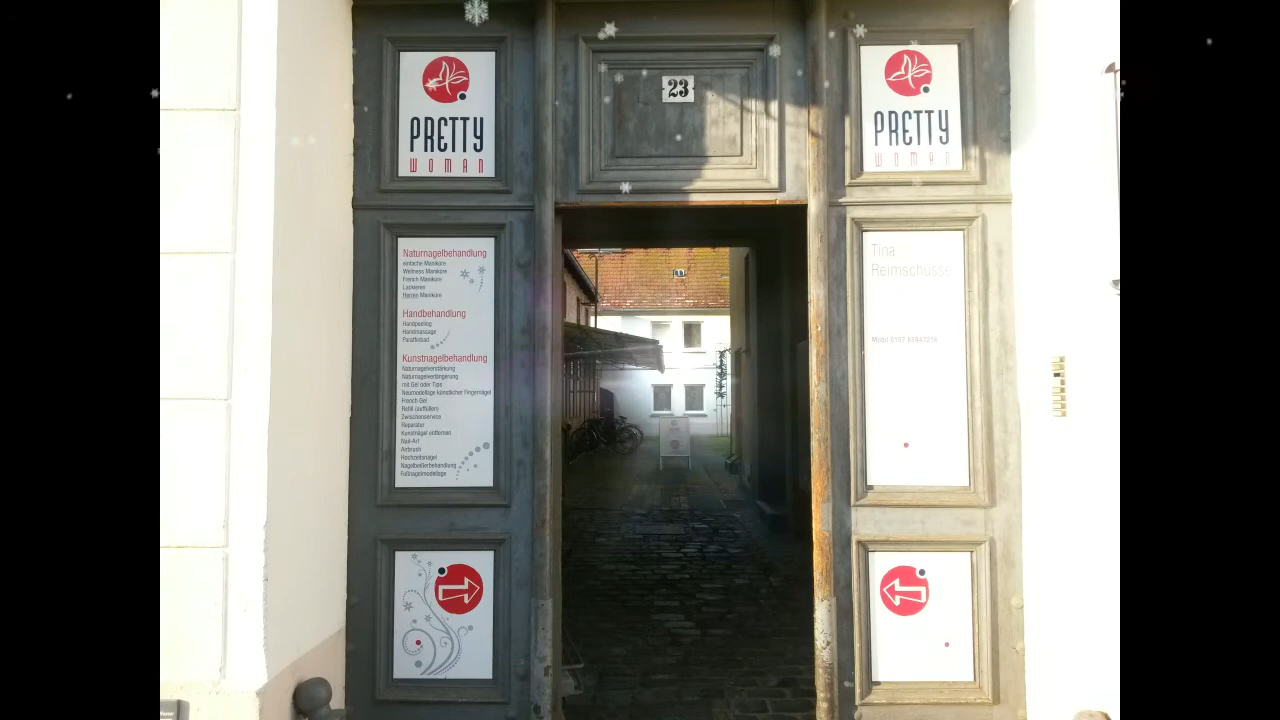 PRETTY
WOMAN
23
PRETTY
WOMAN
Naturnagelbehandlung
einfache Maniküre
Wellness Maniküre
French Maniküre
Lackieren
Herren Maniküre
Handbehandlung
Handpeeling
Handmassage
Paraffinbad
Kunstnagelbehandlung
Naturnagelverstärkung
Naturnagelverlängerung
mit Gel oder Tips
Neumodellage künstlicher Fingernägel
French Gel
Refill (auffüllen)
Zwischenservice
Reparatur
Kunstnägel entfernen
Nail-Art
Airbrush
Hochzeitsnägel
Nagelbeißerbehandlung
Fußnagelmodellage
Tina
Reimschüssel
Mobil